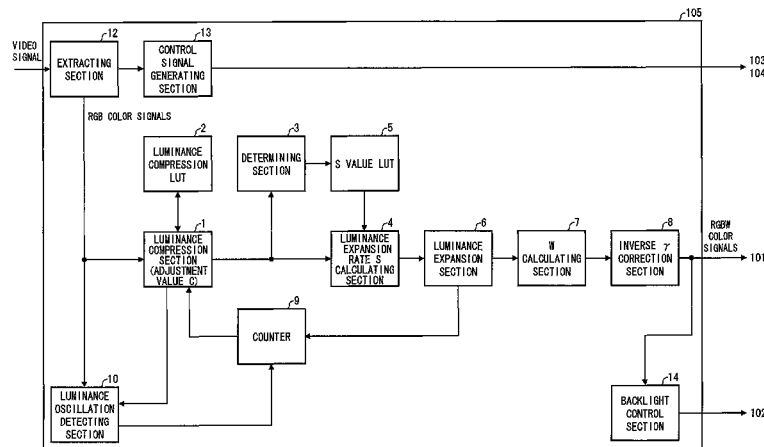 105
VIDEO
SIGNAL
12
EXTRACTING
SECTION
13
CONTROL
SIGNAL
GENERATING
SECTION
103
104
RGB COLOR SIGNALS
2
LUMINANCE
COMPRESSION
LUT
3
DETERMINING
SECTION
5
S VALUE LUT
1
LUMINANCE
COMPRESSION
SECTION
(ADJUSTMENT
VALUE C)
4
LUMINANCE
EXPANSION
RATE S
CALCULATING
SECTION
6
LUMINANCE
EXPANSION
SECTION
7
W
CALCULATING
SECTION
8
INVERSE γ
CORRECTION
SECTION
RGBW
COLOR
SIGNALS
101
9
COUNTER
10
LUMINANCE
OSCILLATION
DETECTING
SECTION
14
BACKLIGHT
CONTROL
SECTION
102